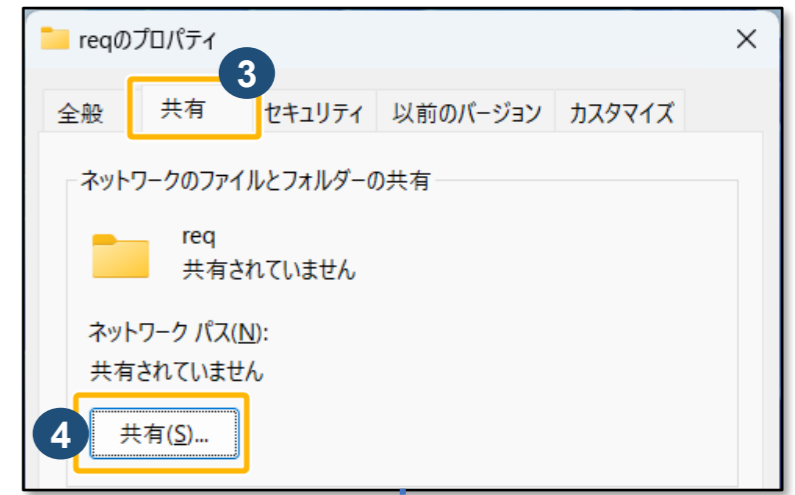 reqのプロパティ
3
全般 共有 セキュリティ 以前のバージョン カスタマイズ
ネットワークのファイルとフォルダーの共有
req
共有されていません
ネットワーク パス(N):
共有されていません
4 共有(S)...